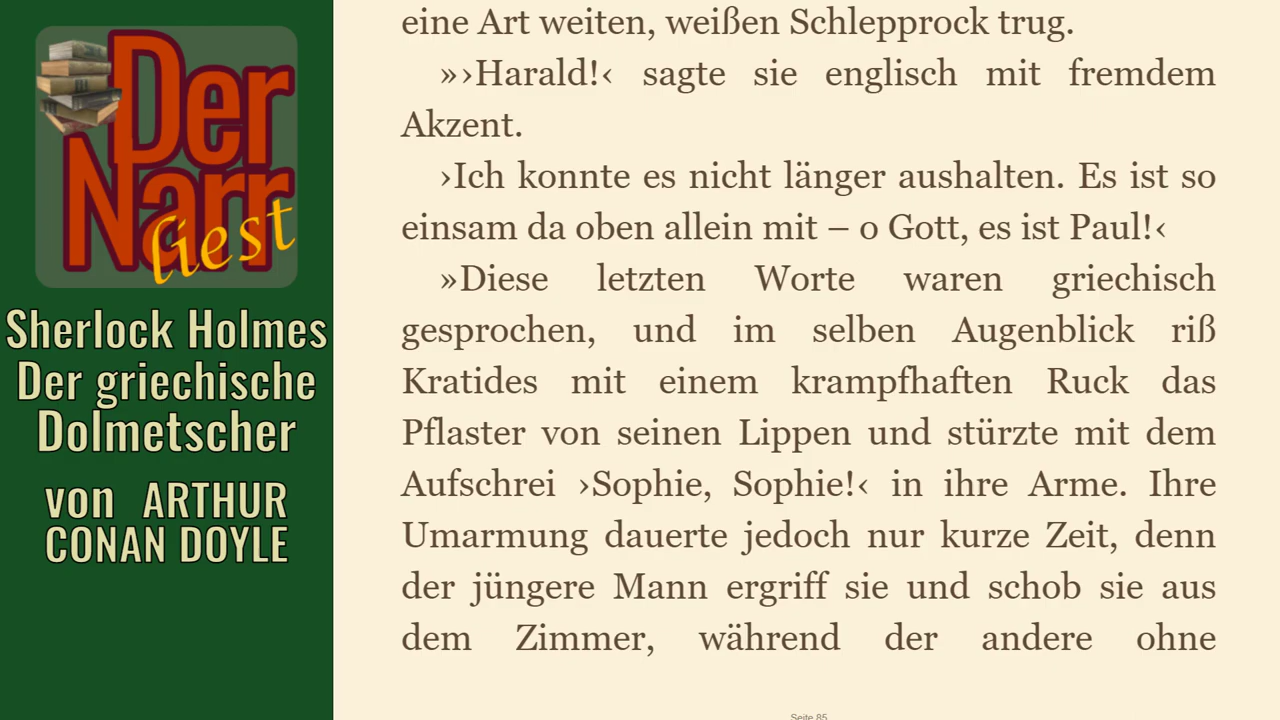 Der
Narr
liest
Sherlock Holmes
Der griechische
Dolmetscher
von ARTHUR
CONAN DOYLE
eine Art weiten, weißen Schlepprock trug.
»›Harald!‹ sagte sie englisch mit fremdem
Akzent.
›Ich konnte es nicht länger aushalten. Es ist so
einsam da oben allein mit – o Gott, es ist Paul!‹
»Diese letzten Worte waren griechisch
gesprochen, und im selben Augenblick riß
Kratides mit einem krampfhaften Ruck das
Pflaster von seinen Lippen und stürzte mit dem
Aufschrei ›Sophie, Sophie!‹ in ihre Arme. Ihre
Umarmung dauerte jedoch nur kurze Zeit, denn
der jüngere Mann ergriff sie und schob sie aus
dem Zimmer, während der andere ohne
Seite 85